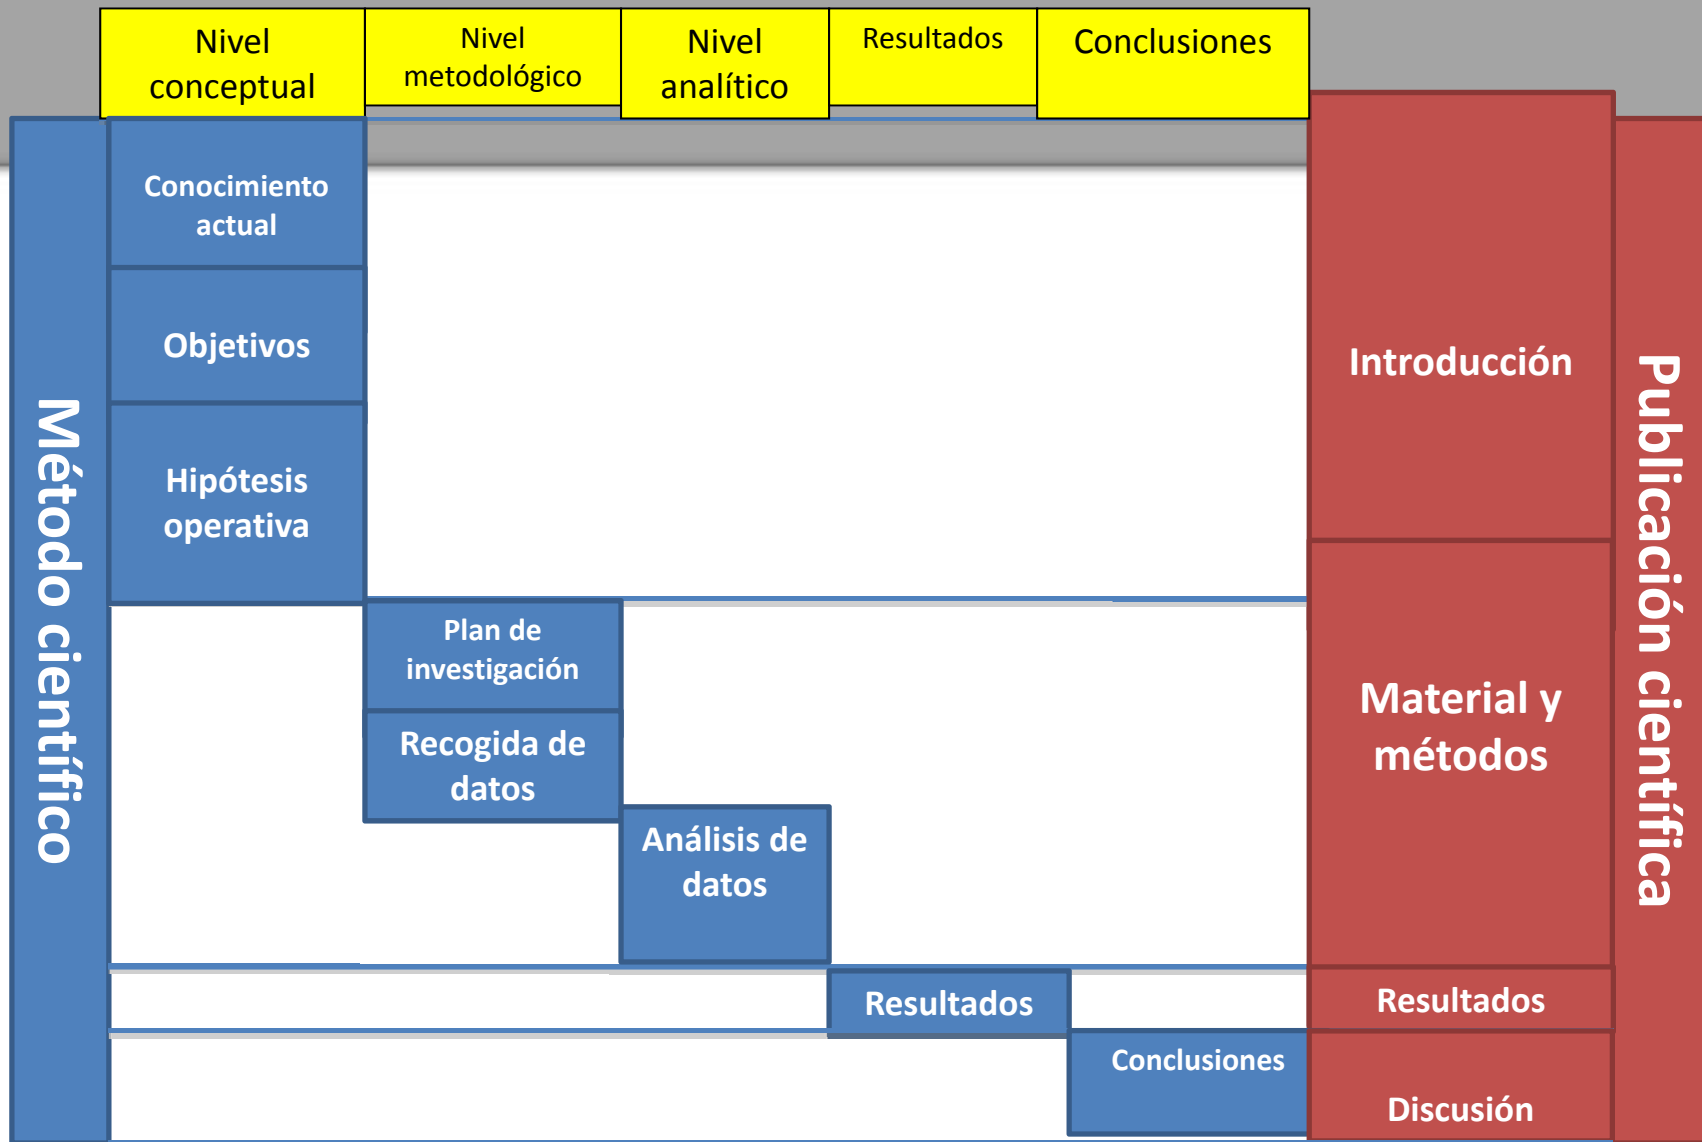 Nivel
conceptual
Nivel
metodológico
Nivel
analítico
Resultados
Conclusiones
Método científico
Conocimiento
actual
Objetivos
Hipótesis
operativa
Plan de
investigación
Recogida de
datos
Análisis de
datos
Resultados
Conclusiones
Introducción
Material y
métodos
Resultados
Discusión
Publicación científica